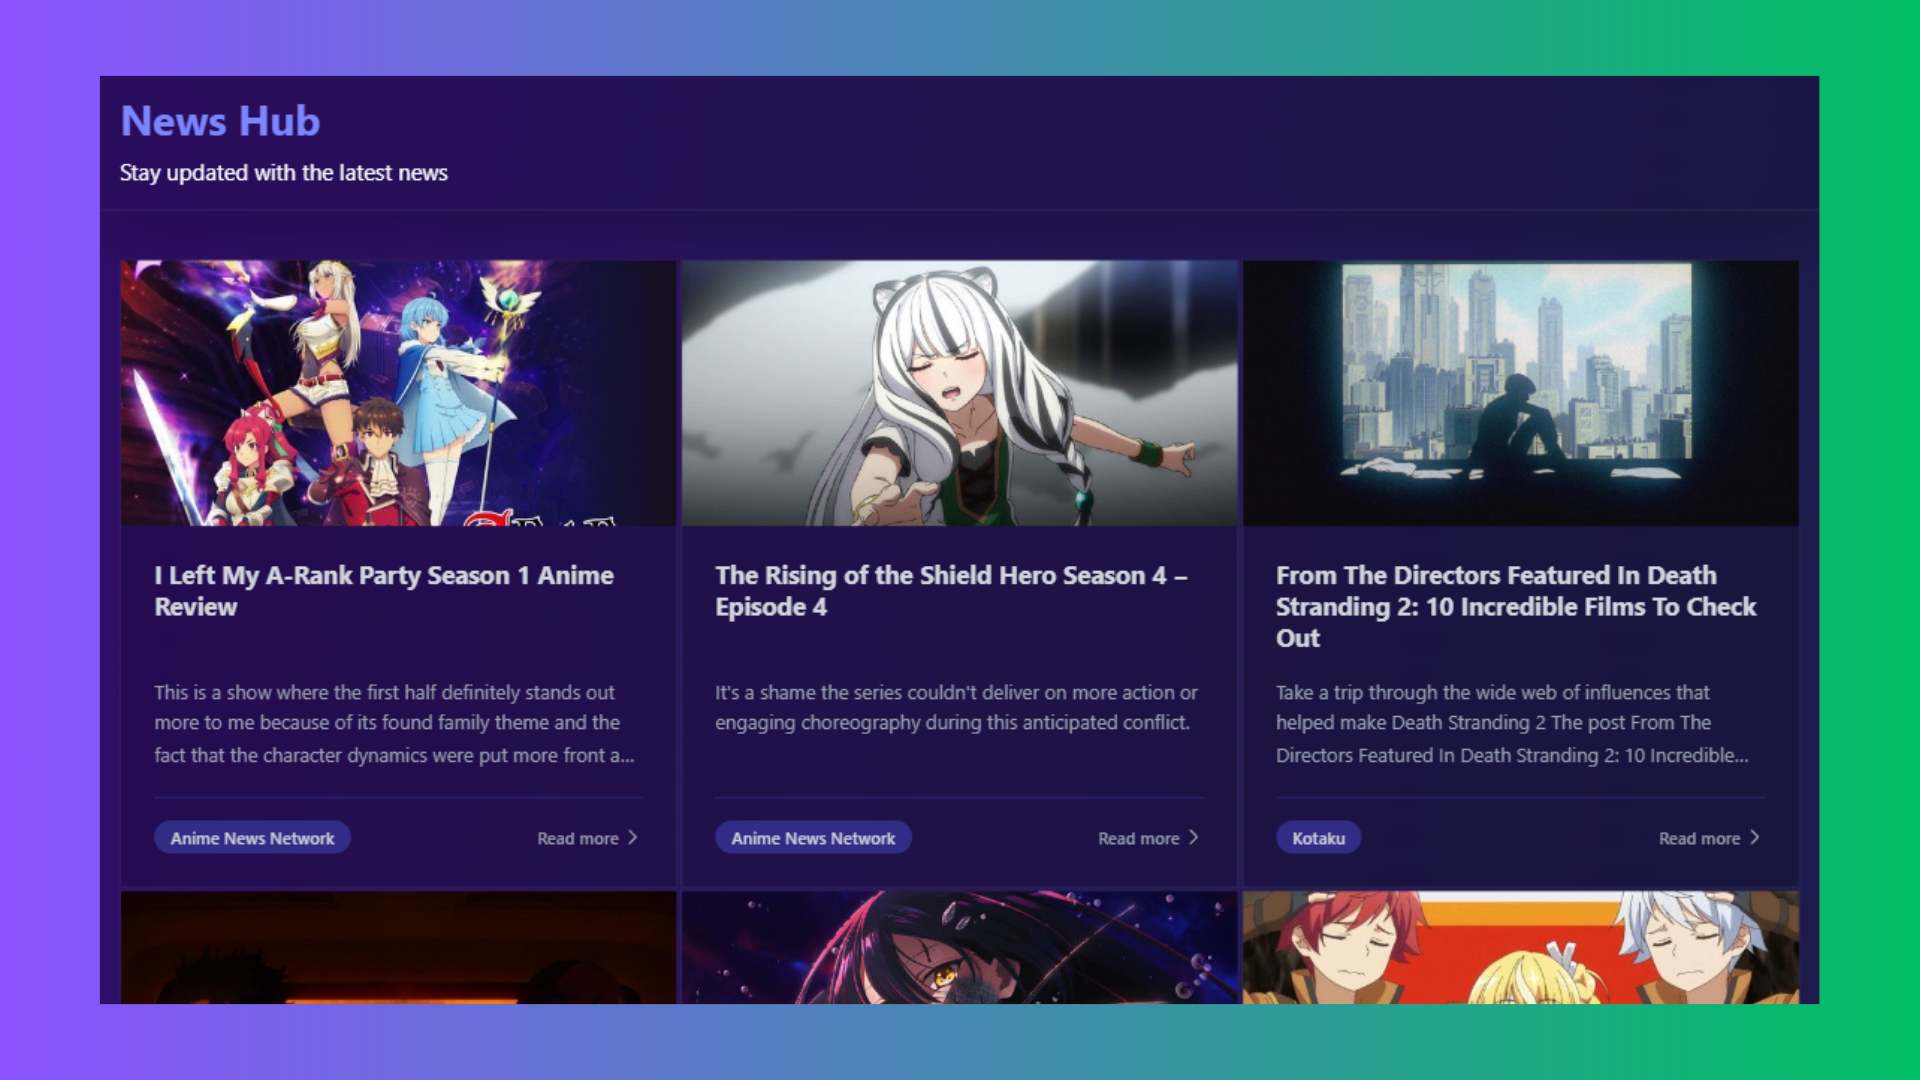 News Hub
Stay updated with the latest news
I Left My A-Rank Party Season 1 Anime
Review
This is a show where the first half definitely stands out
more to me because of its found family theme and the
fact that the character dynamics were put more front a...
Anime News Network
Read more
The Rising of the Shield Hero Season 4 –
Episode 4
It's a shame the series couldn't deliver on more action or
engaging choreography during this anticipated conflict.
Anime News Network
Read more
From The Directors Featured In Death
Stranding 2: 10 Incredible Films To Check
Out
Take a trip through the wide web of influences that
helped make Death Stranding 2 The post From The
Directors Featured In Death Stranding 2: 10 Incredible...
Kotaku
Read more